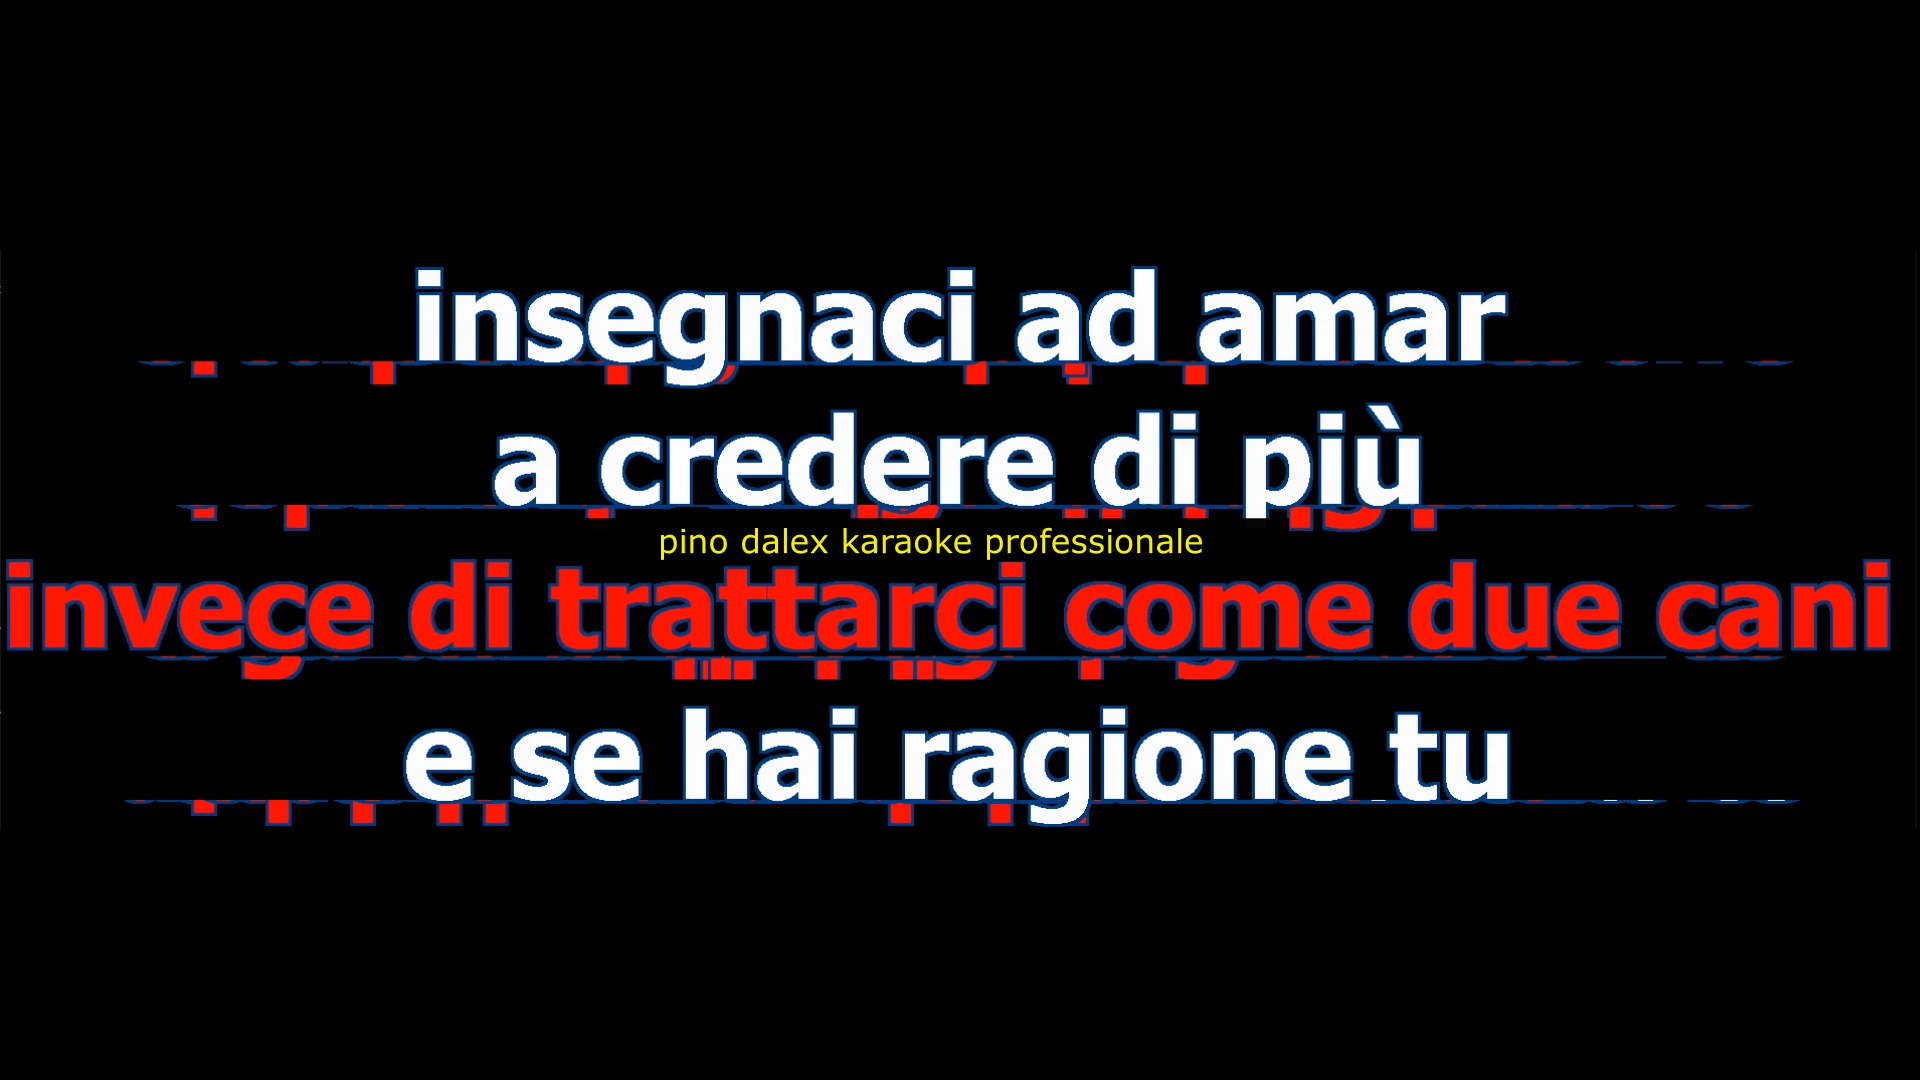 insegnaci ad amar
a credere di più
pino dalex karaoke professionale
invece di trattarci come due cani
e se hai ragione tu